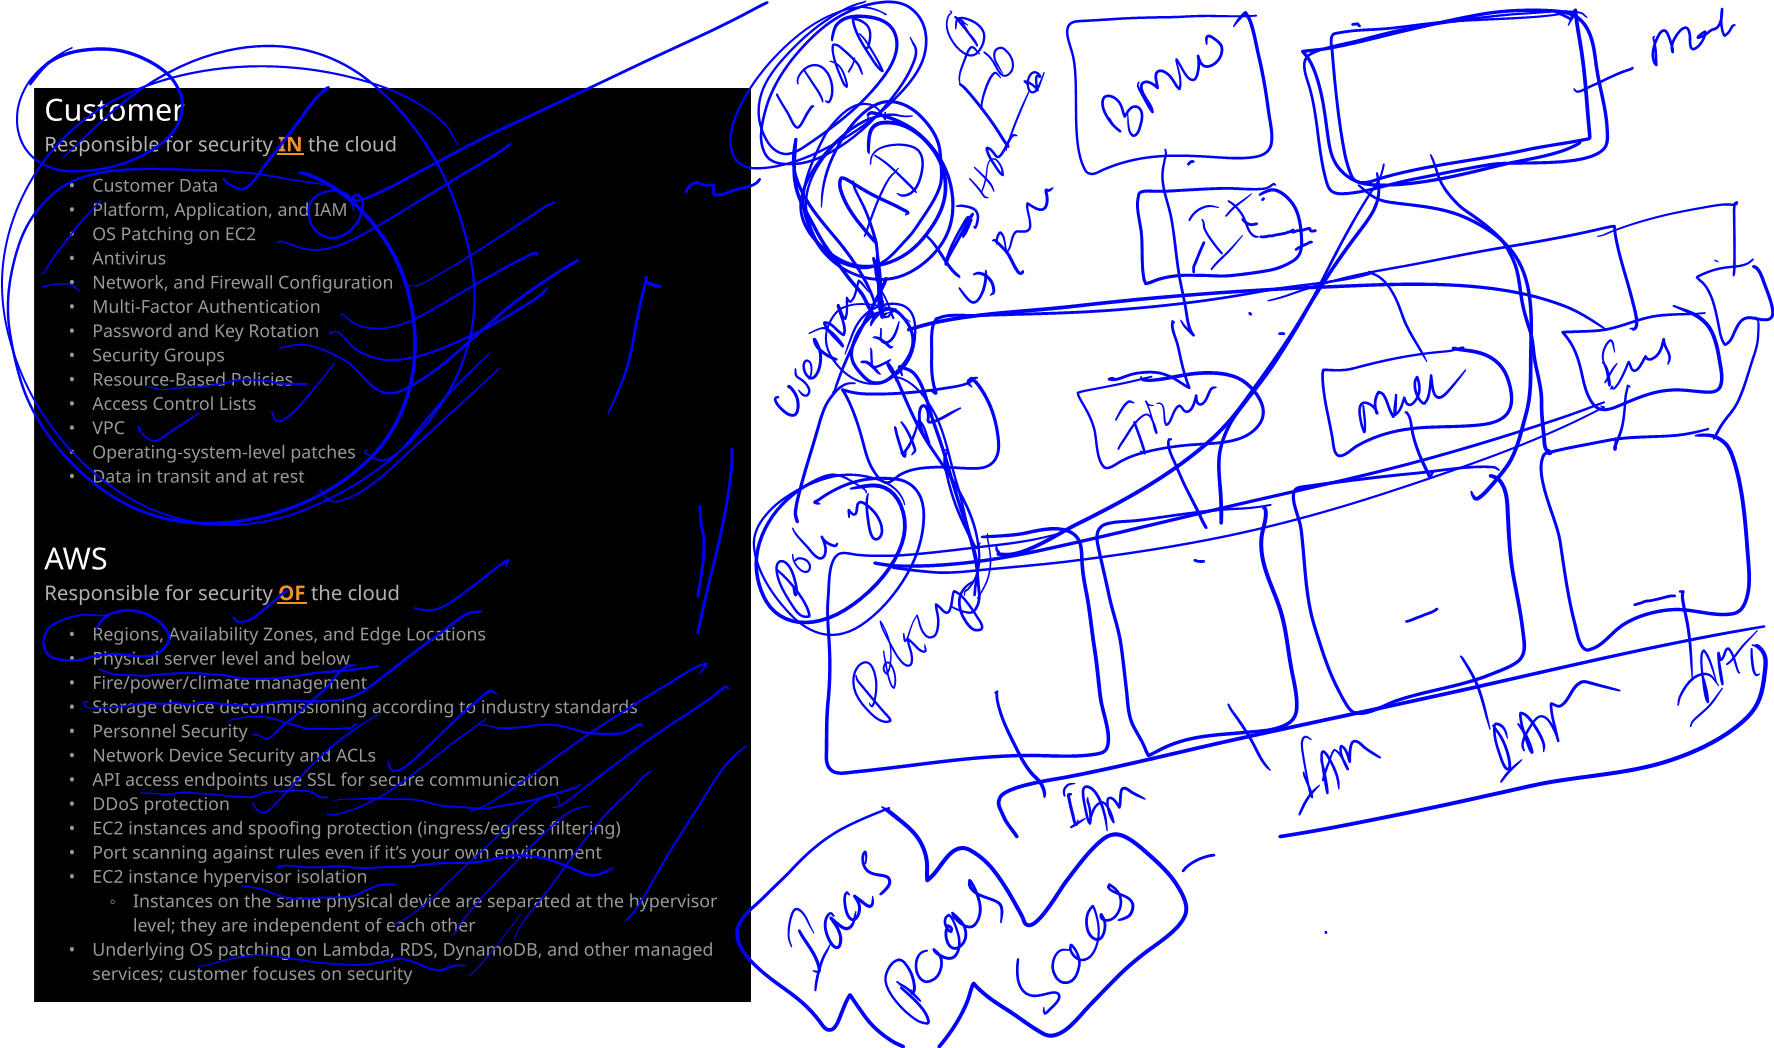 Customer
Responsible for security IN the cloud
• Customer Data
• Platform, Application, and IAM
• OS Patching on EC2
• Antivirus
• Network, and Firewall Configuration
• Multi-Factor Authentication
• Password and Key Rotation
• Security Groups
• Resource-Based Policies
• Access Control Lists
• VPC
• Operating-system-level patches
• Data in transit and at rest
AWS
Responsible for security OF the cloud
• Regions, Availability Zones, and Edge Locations
• Physical server level and below
• Fire/power/climate management
• Storage device decommissioning according to industry standards
• Personnel Security
• Network Device Security and ACLs
• API access endpoints use SSL for secure communication
• DDoS protection
• EC2 instances and spoofing protection (ingress/egress filtering)
• Port scanning against rules even if it’s your own environment
• EC2 instance hypervisor isolation
◦ Instances on the same physical device are separated at the hypervisor
level; they are independent of each other
• Underlying OS patching on Lambda, RDS, DynamoDB, and other managed
services; customer focuses on security
LDAP
AD
BMW
IT
HR
Policy
IAM
IAM
IAM
IaaS
PaaS
SaaS